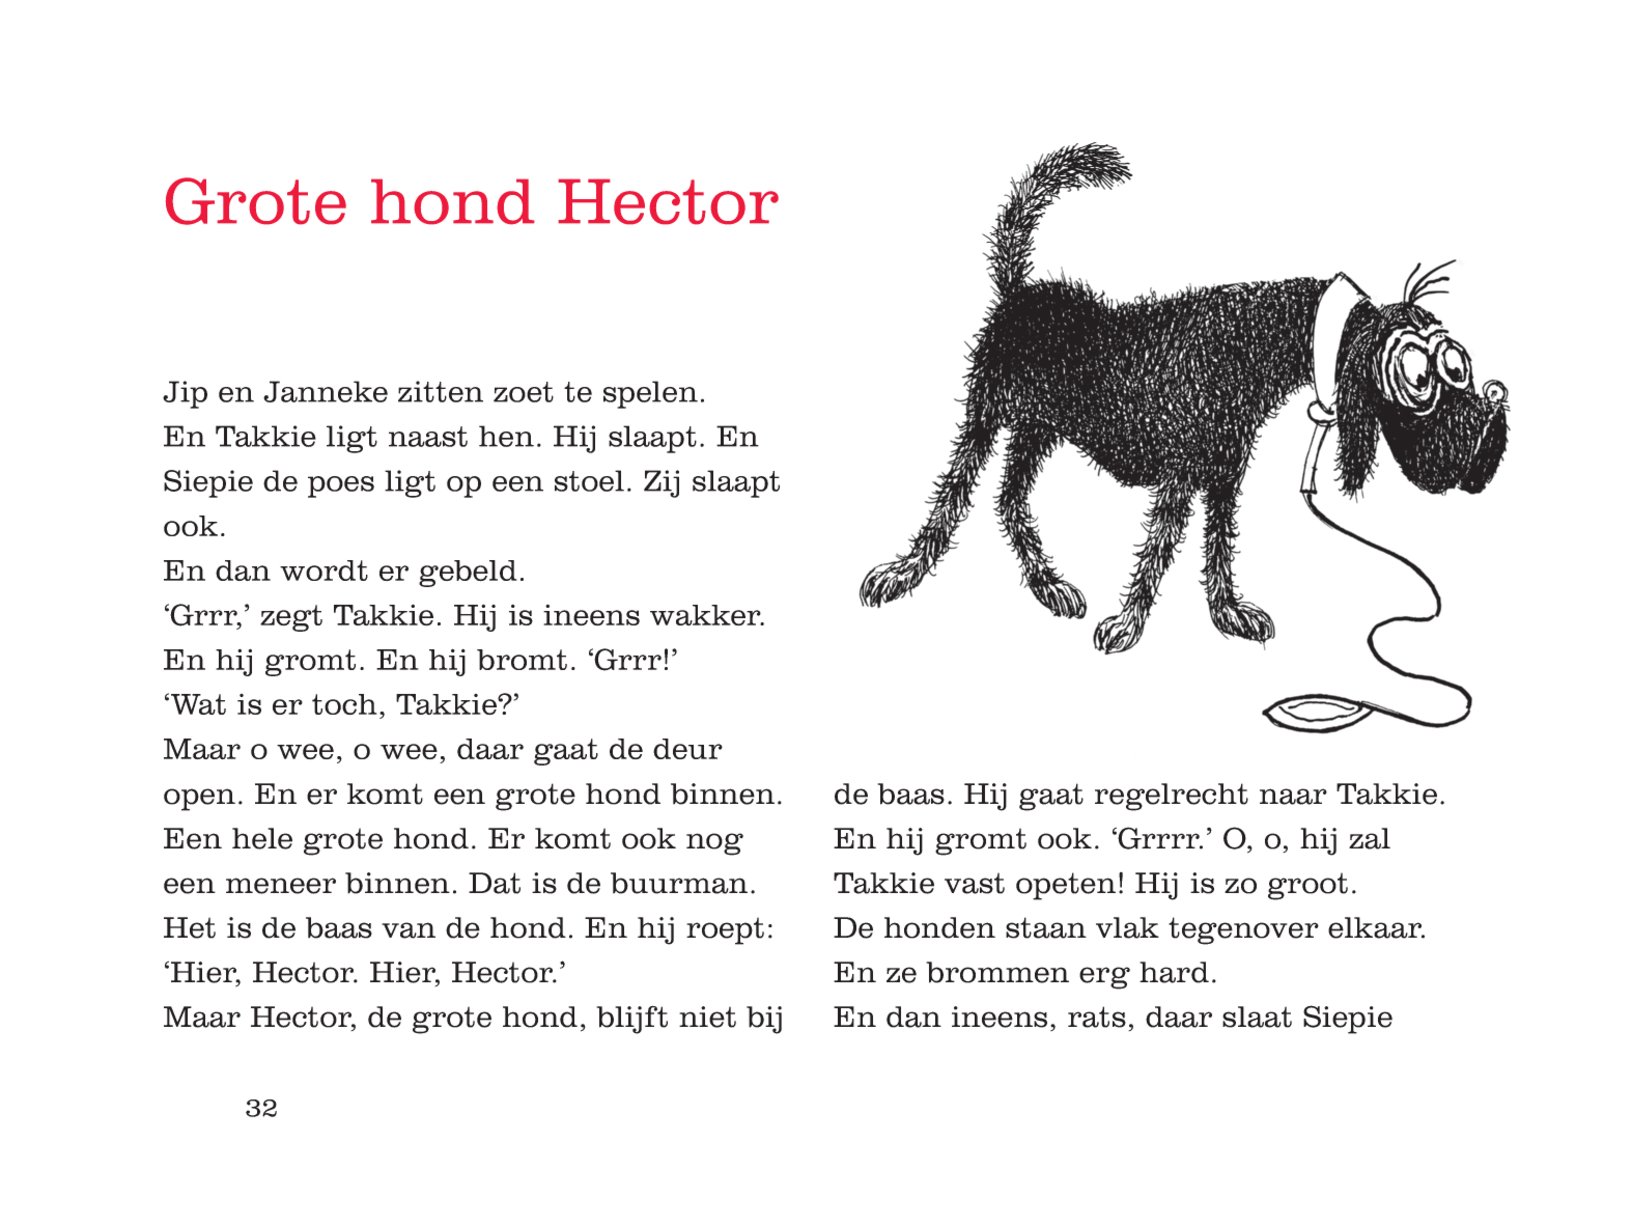 Grote hond Hector
Jip en Janneke zitten zoet te spelen.
En Takkie ligt naast hen. Hij slaapt. En
Siepie de poes ligt op een stoel. Zij slaapt
ook.
En dan wordt er gebeld.
‘Grrr,’ zegt Takkie. Hij is ineens wakker.
En hij gromt. En hij bromt. ‘Grrr!’
‘Wat is er toch, Takkie?’
Maar o wee, o wee, daar gaat de deur
open. En er komt een grote hond binnen.
Een hele grote hond. Er komt ook nog
een meneer binnen. Dat is de buurman.
Het is de baas van de hond. En hij roept:
‘Hier, Hector. Hier, Hector.’
Maar Hector, de grote hond, blijft niet bij
de baas. Hij gaat regelrecht naar Takkie.
En hij gromt ook. ‘Grrrr.’ O, o, hij zal
Takkie vast opeten! Hij is zo groot.
De honden staan vlak tegenover elkaar.
En ze brommen erg hard.
En dan ineens, rats, daar slaat Siepie
32